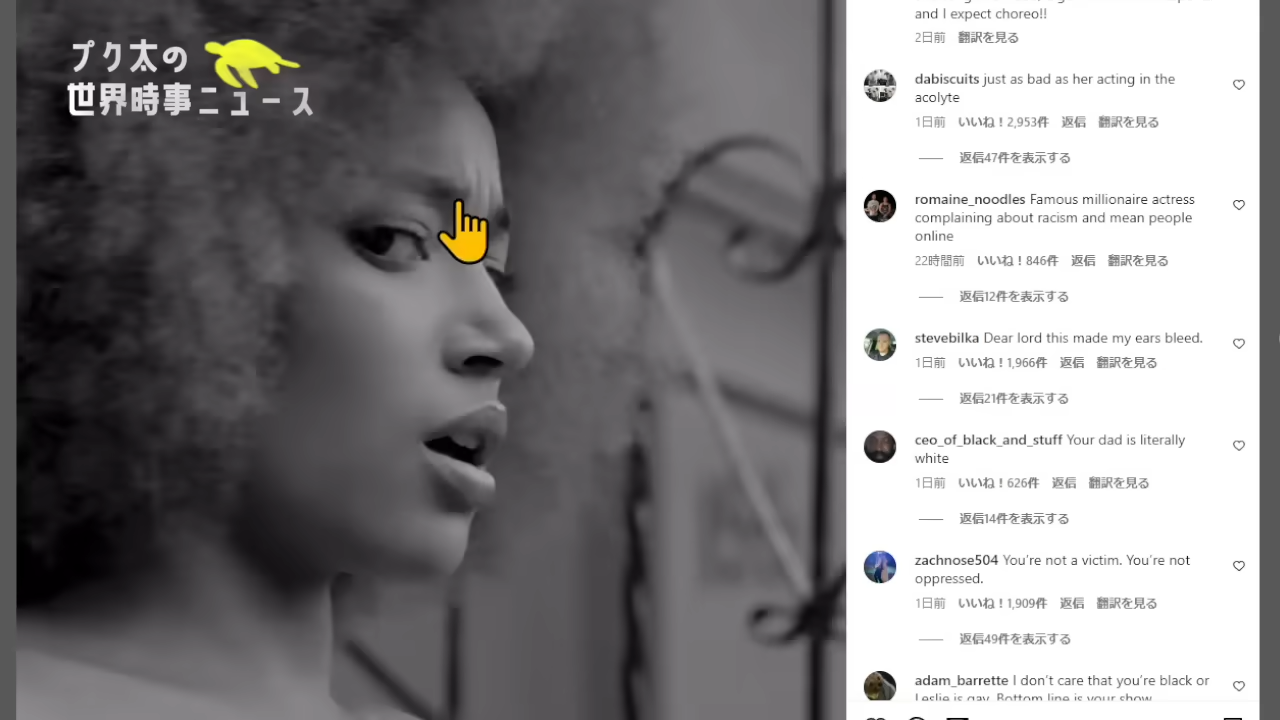 プク太の
世界時事ニュース
and I expect choreo!!
2日前 翻訳を見る
dabiscuits just as bad as her acting in the
acolyte
1日前 いいね！2,953件 返信 翻訳を見る
返信47件を表示する
romaine_noodles Famous millionaire actress
complaining about racism and mean people
online
22時間前 いいね！846件 返信 翻訳を見る
返信12件を表示する
stevebilka Dear lord this made my ears bleed.
1日前 いいね！1,966件 返信 翻訳を見る
返信21件を表示する
ceo_of_black_and_stuff Your dad is literally
white
1日前 いいね！626件 返信 翻訳を見る
返信14件を表示する
zachnose504 You're not a victim. You're not
oppressed.
1日前 いいね！1,909件 返信 翻訳を見る
返信49件を表示する
adam_barrette I don't care that you're black or
Leslie is gay. Bottom line is your show